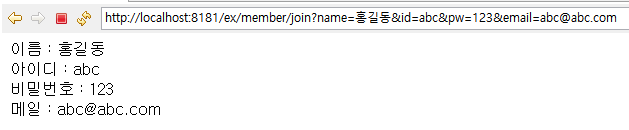 http://localhost:8181/ex/member/join?name=홍길동&id=abc&pw=123&email=abc@abc.com
이름 : 홍길동
아이디 : abc
비밀번호 : 123
메일 : abc@abc.com